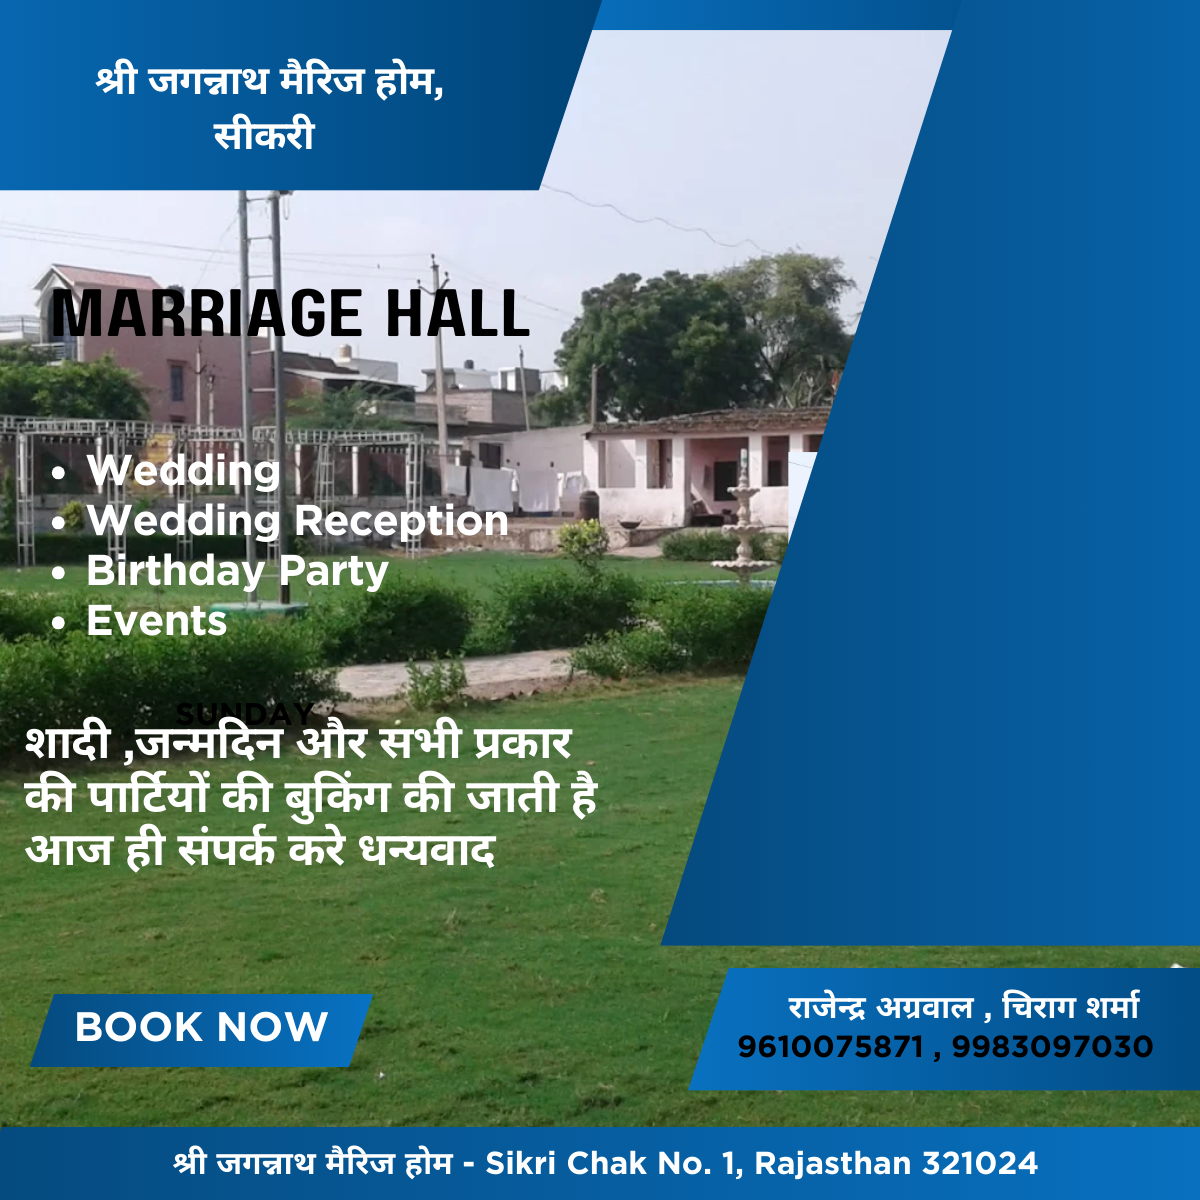 श्री जगन्नाथ मैरिज होम,
सीकरी
MARRIAGE HALL
• Wedding
• Wedding Reception
• Birthday Party
• Events
SUNDAY
शादी ,जन्मदिन और सभी प्रकार
की पार्टियों की बुकिंग की जाती है
आज ही संपर्क करे धन्यवाद
BOOK NOW
राजेन्द्र अग्रवाल , चिराग शर्मा
9610075871 , 9983097030
श्री जगन्नाथ मैरिज होम - Sikri Chak No. 1, Rajasthan 321024